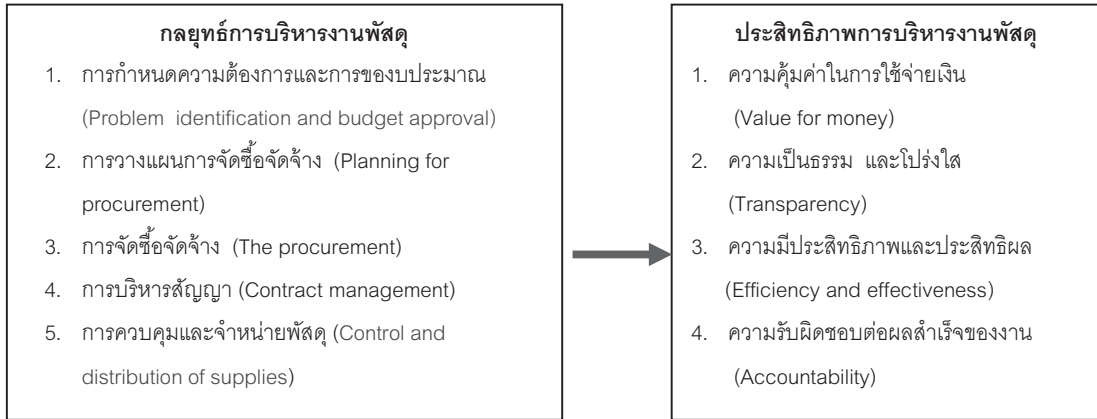 กลยุทธ์การบริหารงานพัสดุ
1. การกำหนดความต้องการและการของบประมาณ
(Problem identification and budget approval)
2. การวางแผนการจัดซื้อจัดจ้าง (Planning for
procurement)
3. การจัดซื้อจัดจ้าง (The procurement)
4. การบริหารสัญญา (Contract management)
5. การควบคุมและจำหน่ายพัสดุ (Control and
distribution of supplies)
ประสิทธิภาพการบริหารงานพัสดุ
1. ความคุ้มค่าในการใช้จ่ายเงิน
(Value for money)
2. ความเป็นธรรม และโปร่งใส
(Transparency)
3. ความมีประสิทธิภาพและประสิทธิผล
(Efficiency and effectiveness)
4. ความรับผิดชอบต่อผลสำเร็จของงาน
(Accountability)